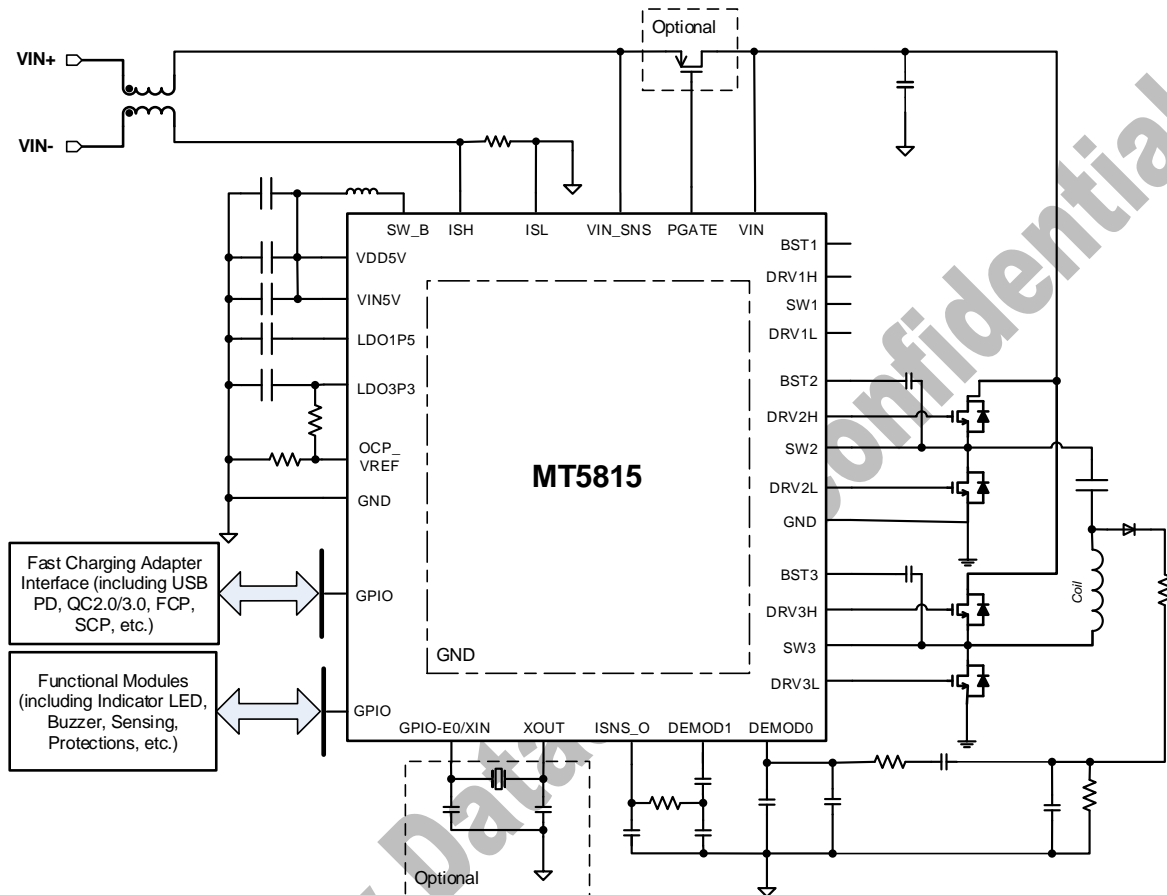 Optional
VIN+
VIN-
SW_B
ISH
ISL
VIN_SNS
PGATE
VIN
VDD5V
VIN5V
LDO1P5
LDO3P3
OCP_
VREF
GND
GPIO
GPIO
BST1
DRV1H
SW1
DRV1L
BST2
DRV2H
SW2
DRV2L
GND
BST3
DRV3H
SW3
DRV3L
MT5815
GND
Coil
Fast Charging Adapter
Interface (including USB
PD, QC2.0/3.0, FCP,
SCP, etc.)
Functional Modules
(including Indicator LED,
Buzzer, Sensing,
Protections, etc.)
GPIO-E0/XIN
XOUT
ISNS_O
DEMOD1
DEMOD0
Optional
Confidential